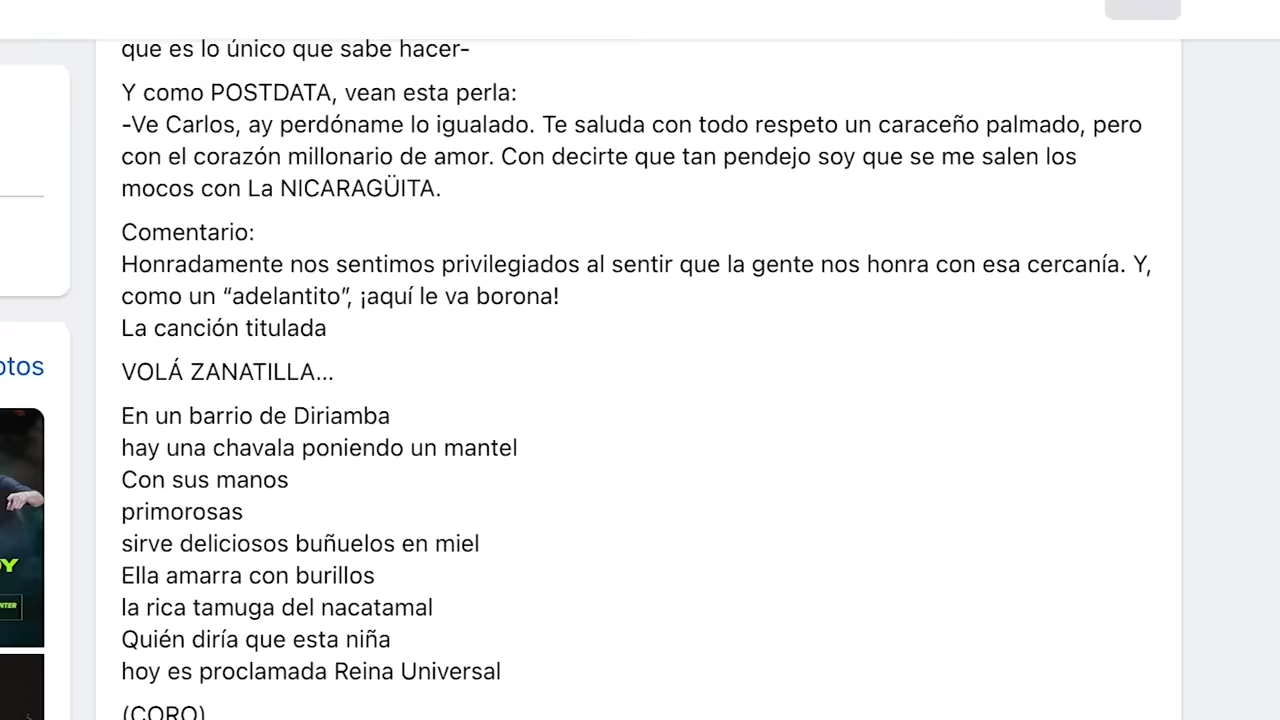 que es lo único que sabe hacer-
Y como POSTDATA, vean esta perla:
-Ve Carlos, ay perdóname lo igualado. Te saluda con todo respeto un caraceño palmado, pero
con el corazón millonario de amor. Con decirte que tan pendejo soy que se me salen los
mocos con La NICARAGÜITA.
Comentario:
Honradamente nos sentimos privilegiados al sentir que la gente nos honra con esa cercanía. Y,
como un “adelantito”, ¡aquí le va borona!
La canción titulada
otos
VOLÁ ZANATILLA...
En un barrio de Diriamba
hay una chavala poniendo un mantel
Con sus manos
primorosas
sirve deliciosos buñuelos en miel
Ella amarra con burillos
la rica tamuga del nacatamal
Quién diría que esta niña
hoy es proclamada Reina Universal
(CORO)